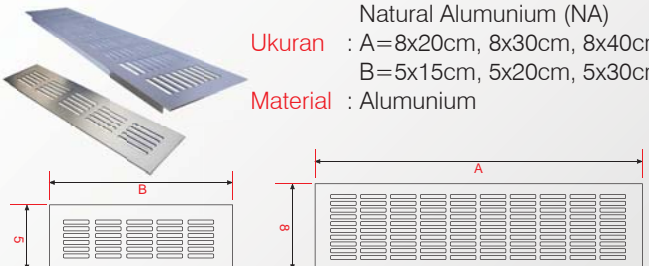 Natural Alumunium (NA)
Ukuran : A=8x20cm, 8x30cm, 8x40cm
B=5x15cm, 5x20cm, 5x30cm
Material : Alumunium
A
B
8
5